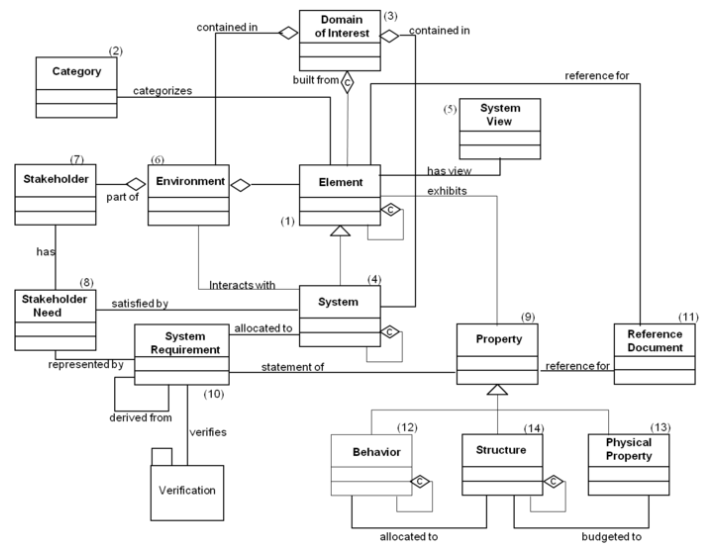 (3)
Domain
of Interest
contained in
contained in
(2)
Category
built from
C
categorizes
reference for
(5)
System
View
(7)
Stakeholder
(6)
Environment
Element
has view
part of
exhibits
C
(1)
has
Interacts with
(4)
System
(8)
Stakeholder
Need
satisfied by
allocated to
C
(9)
Property
(11)
Reference
Document
System
Requirement
represented by
statement of
reference for
(10)
derived from
verifies
Verification
(12)
Behavior
C
(14)
Structure
C
(13)
Physical
Property
allocated to
budgeted to